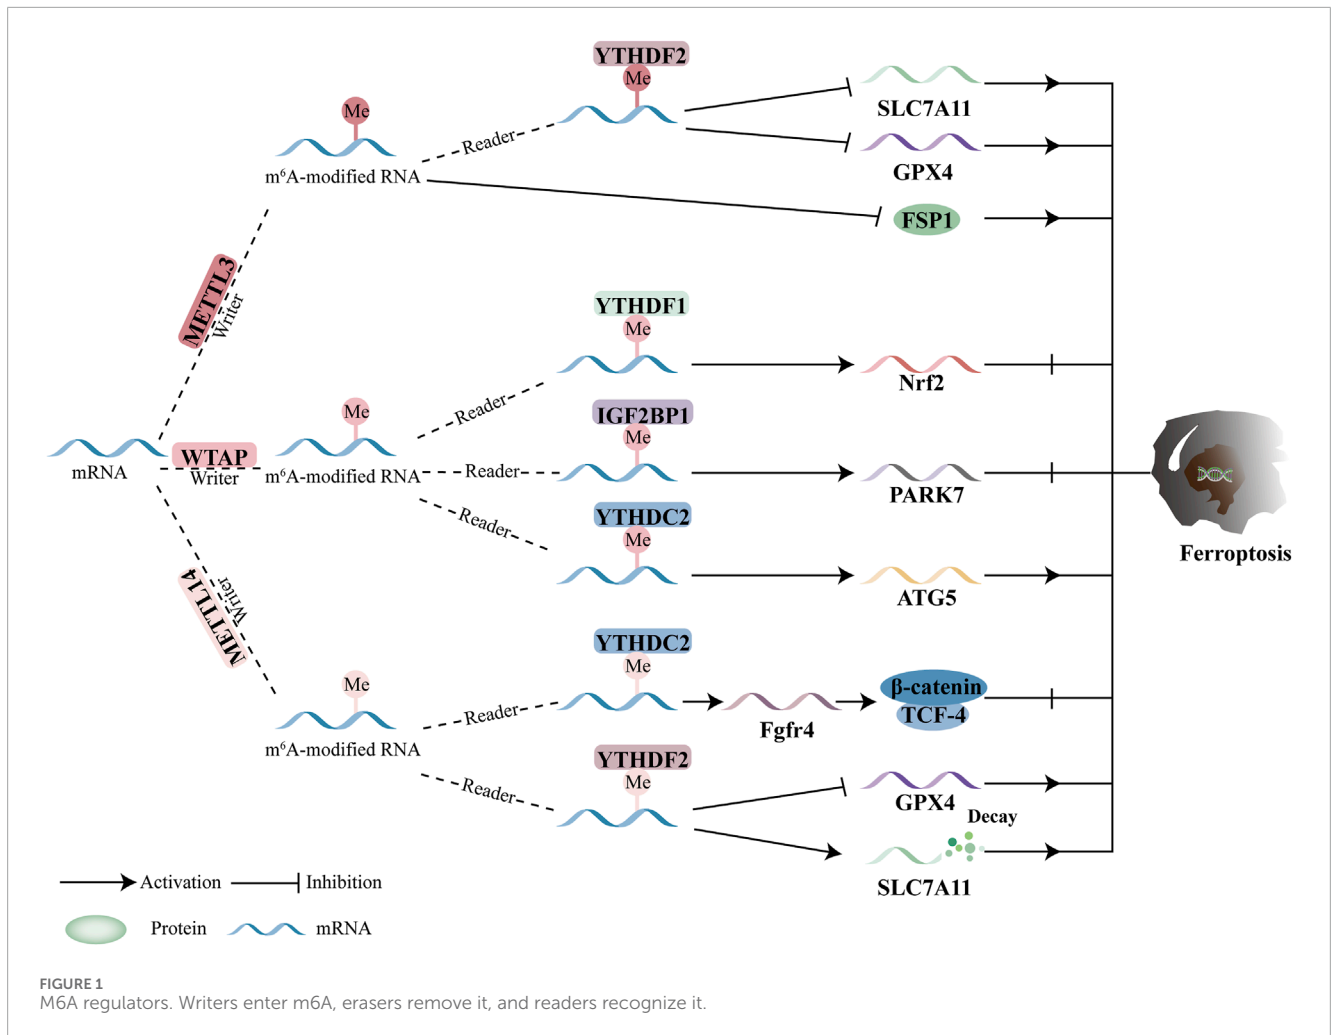 YTHDF2
Me
SLC7A11
Me
Reader
m⁶A-modified RNA
GPX4
FSP1
METTL3
Writer
YTHDF1
Me
Reader
Nrf2
IGF2BP1
Me
Me
mRNA
WTAP
Writer
m⁶A-modified RNA
Reader
PARK7
YTHDC2
Me
Reader
ATG5
Ferroptosis
METTL14
Writer
YTHDC2
Me
Me
Reader
Fgfr4
β-catenin
TCF-4
m⁶A-modified RNA
YTHDF2
Me
Reader
GPX4
Decay
SLC7A11
Activation
Inhibition
Protein
mRNA
FIGURE 1
M6A regulators. Writers enter m6A, erasers remove it, and readers recognize it.